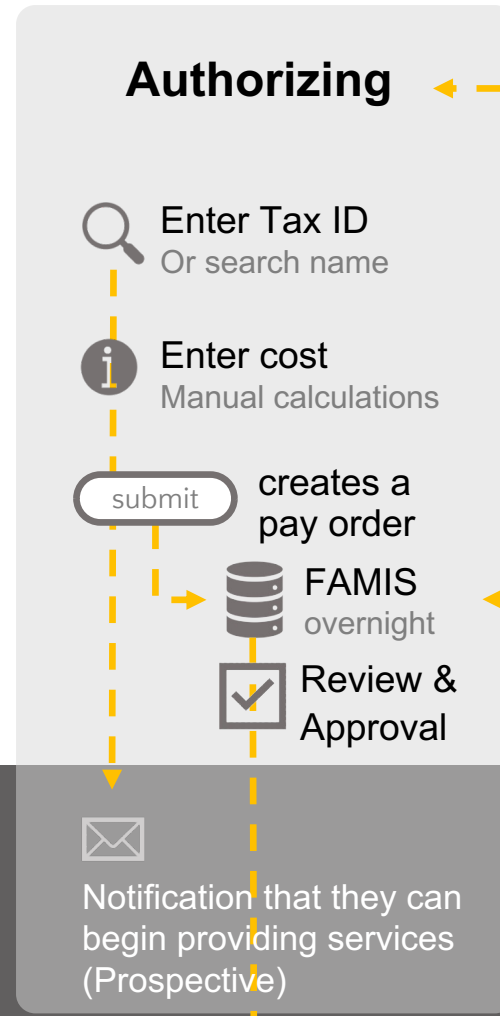 Authorizing
Enter Tax ID
Or search name
Enter cost
Manual calculations
submit
creates a
pay order
FAMIS
overnight
Review &
Approval
Notification that they can
begin providing services
(Prospective)